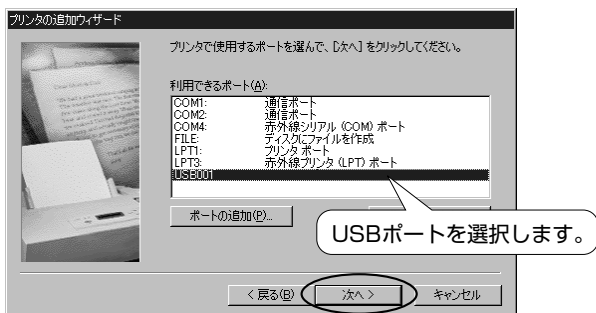 プリンタの追加ウィザード
プリンタで使用するポートを選んで、[次へ] をクリックしてください。
利用できるポート(A):
COM1: 通信ポート
COM2: 通信ポート
COM4: 赤外線シリアル (COM) ポート
FILE: ディスクにファイルを作成
LPT1: プリンタ ポート
LPT3: 赤外線プリンタ (LPT) ポート
USB001
ポートの追加(P)...
USBポートを選択します。
< 戻る(B)
次へ >
キャンセル